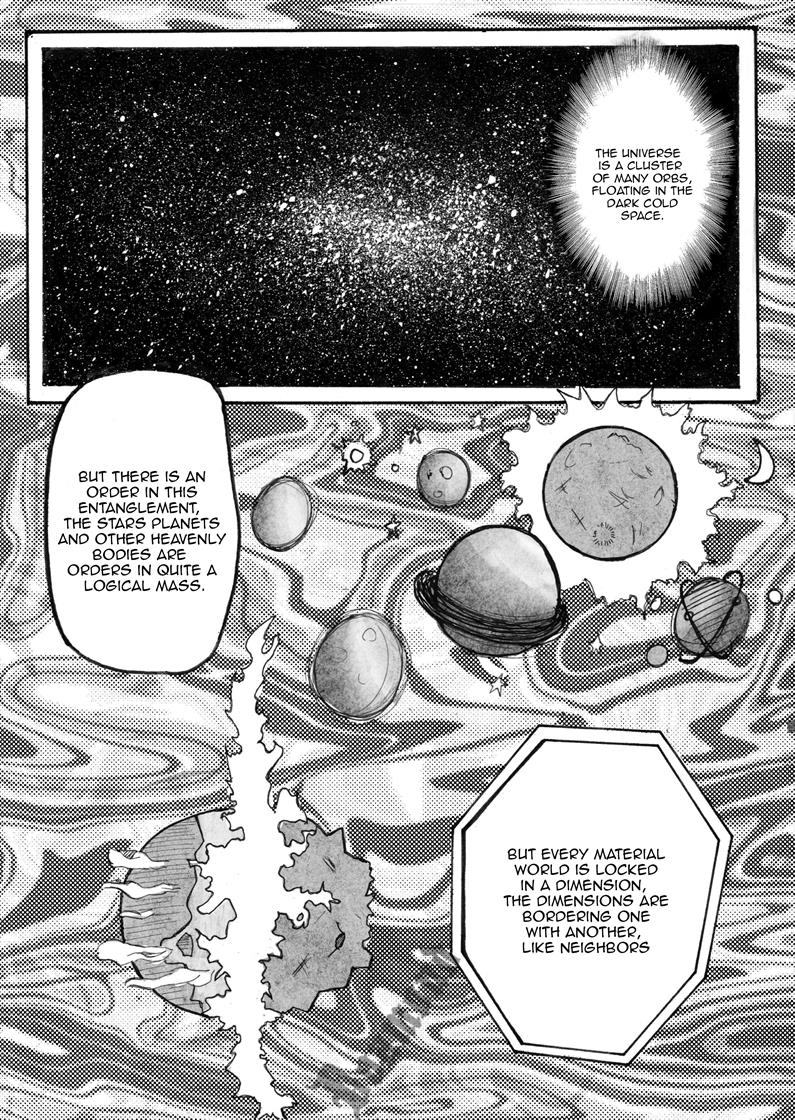 THE UNIVERSE
IS A CLUSTER
OF MANY ORBS,
FLOATING IN THE
DARK COLD
SPACE.
BUT THERE IS AN
ORDER IN THIS
ENTANGLEMENT,
THE STARS PLANETS
AND OTHER HEAVENLY
BODIES ARE
ORDERS IN QUITE A
LOGICAL MASS.
BUT EVERY MATERIAL
WORLD IS LOCKED
IN A DIMENSION,
THE DIMENSIONS ARE
BORDERING ONE
WITH ANOTHER,
LIKE NEIGHBORS